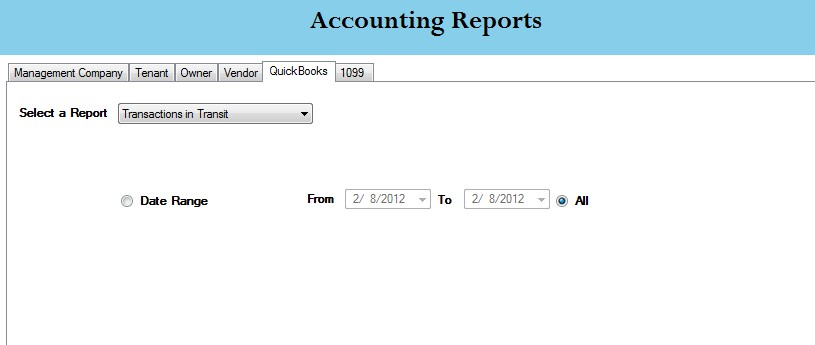 Accounting Reports
Management Company Tenant Owner Vendor QuickBooks 1099
Select a Report Transactions in Transit
Date Range From 2/ 8/2012 To 2/ 8/2012 All